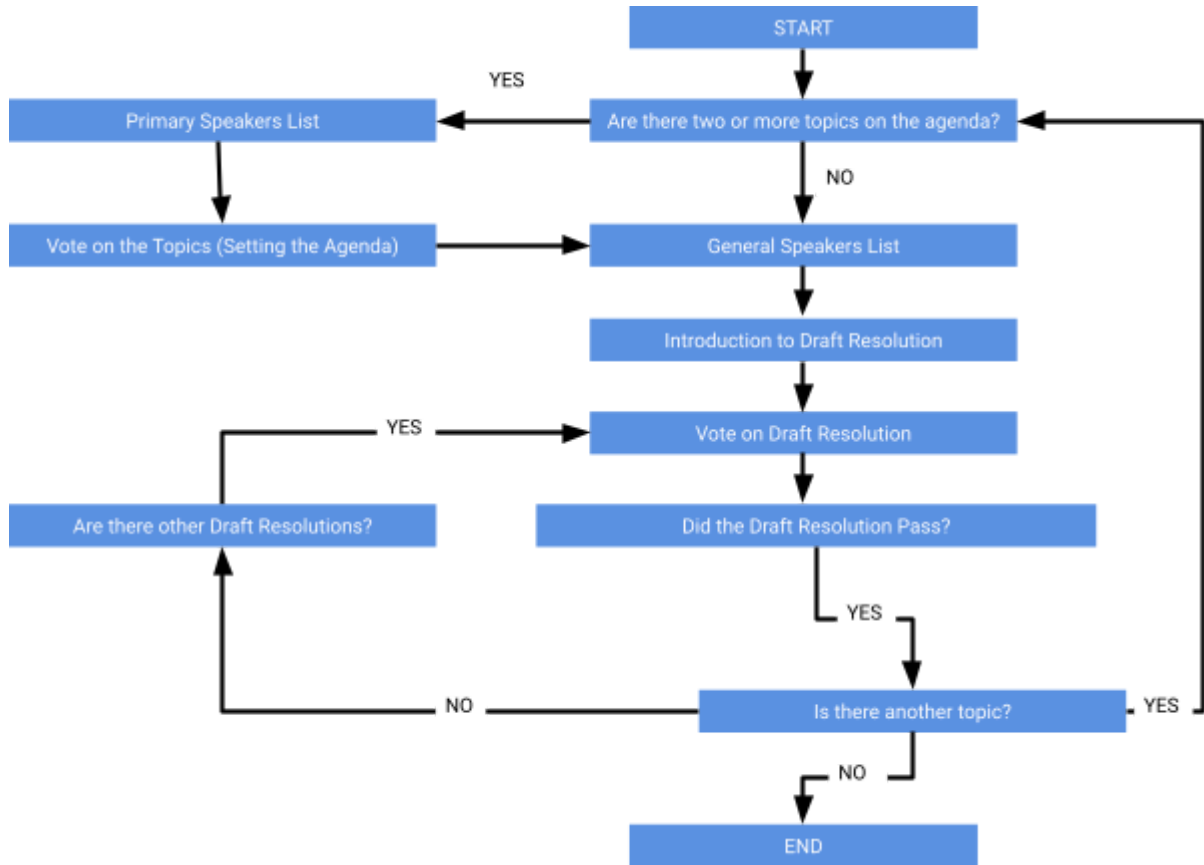 START
YES
Primary Speakers List
Are there two or more topics on the agenda?
NO
Vote on the Topics (Setting the Agenda)
General Speakers List
Introduction to Draft Resolution
YES
Vote on Draft Resolution
Are there other Draft Resolutions?
Did the Draft Resolution Pass?
YES
NO
Is there another topic?
YES
NO
END